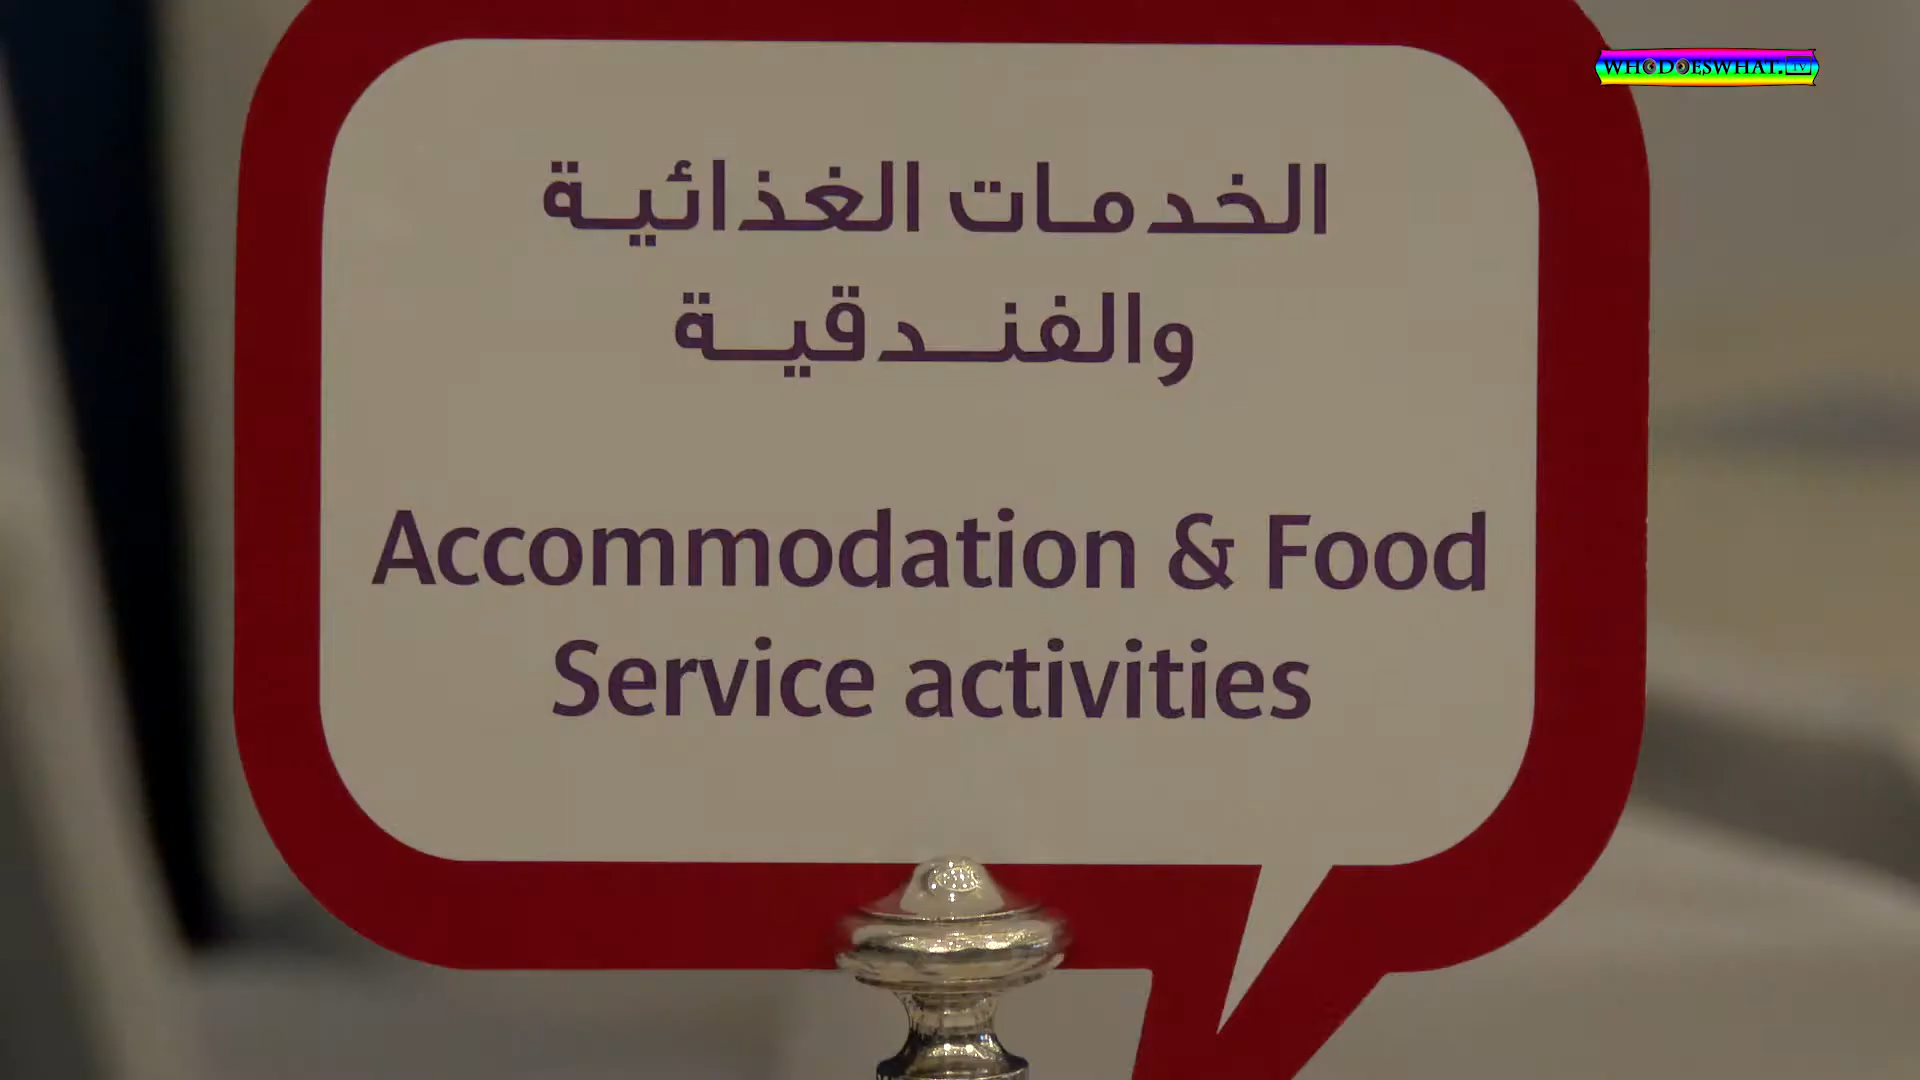 WHODOESWHAT.TV
الخدمات الغذائية
والفندقية
Accommodation & Food
Service activities